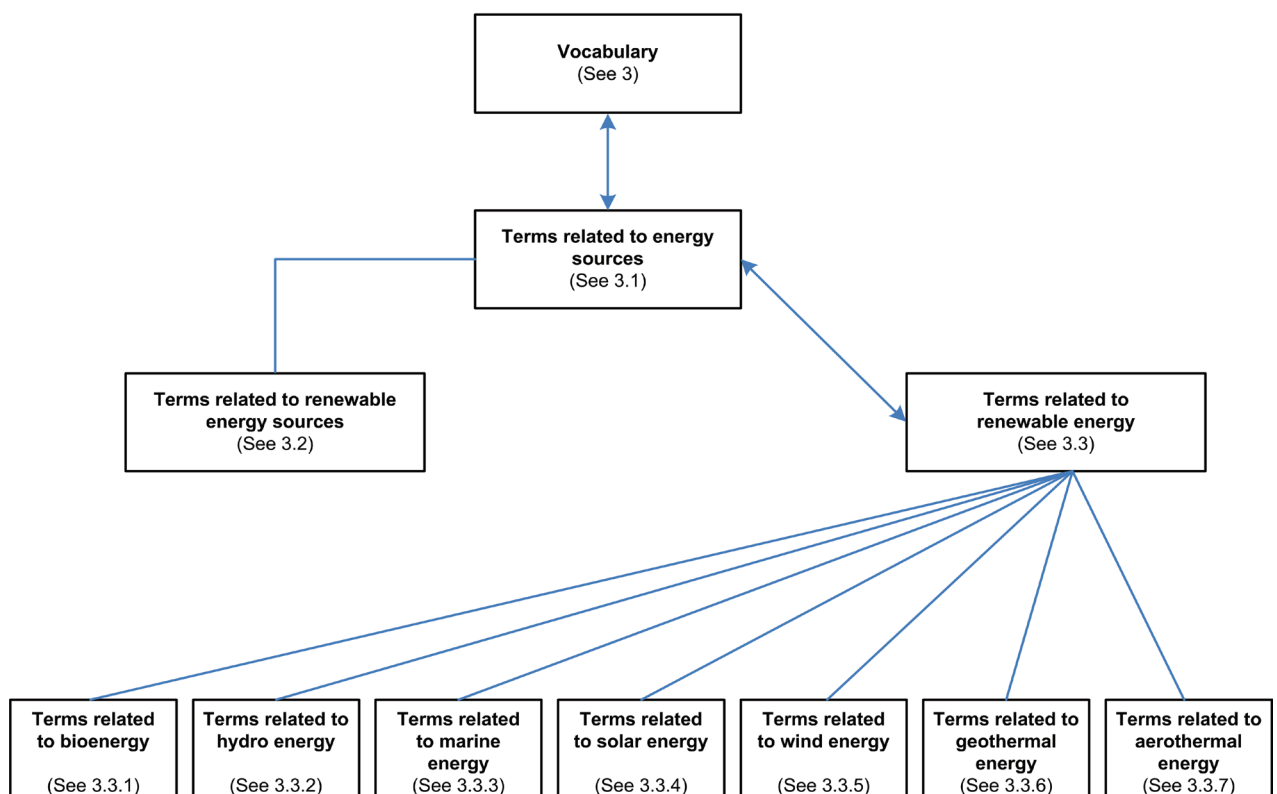 Vocabulary
(See 3)
Terms related to energy
sources
(See 3.1)
Terms related to renewable
energy sources
(See 3.2)
Terms related to
renewable energy
(See 3.3)
Terms related
to bioenergy
(See 3.3.1)
Terms related to
hydro energy
(See 3.3.2)
Terms related
to marine
energy
(See 3.3.3)
Terms related
to solar energy
(See 3.3.4)
Terms related
to wind energy
(See 3.3.5)
Terms related to
geothermal
energy
(See 3.3.6)
Terms related to
aerothermal
energy
(See 3.3.7)